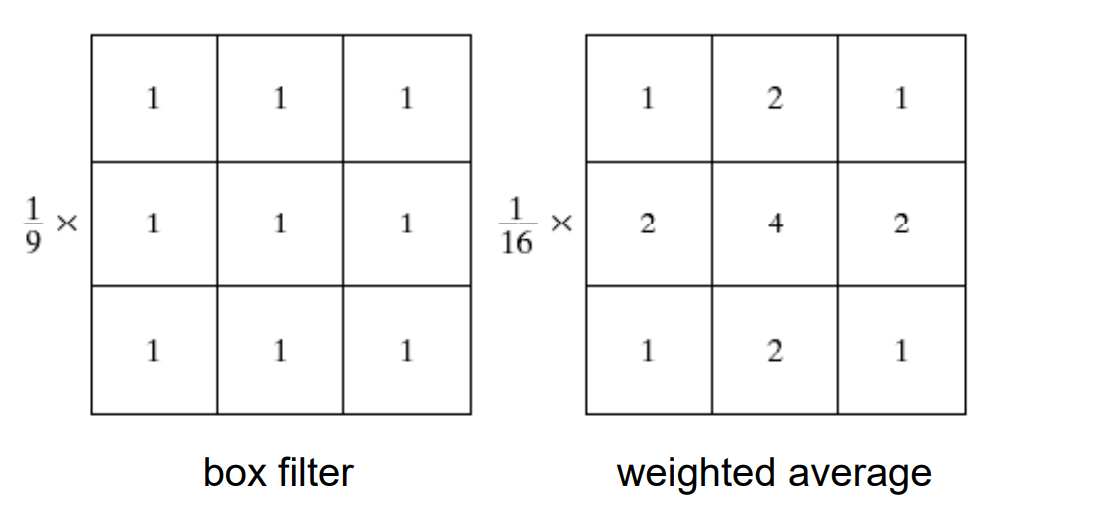 1/9 × 1 1 1
1 1 1
1 1 1
box filter
1/16 × 1 2 1
2 4 2
1 2 1
weighted average